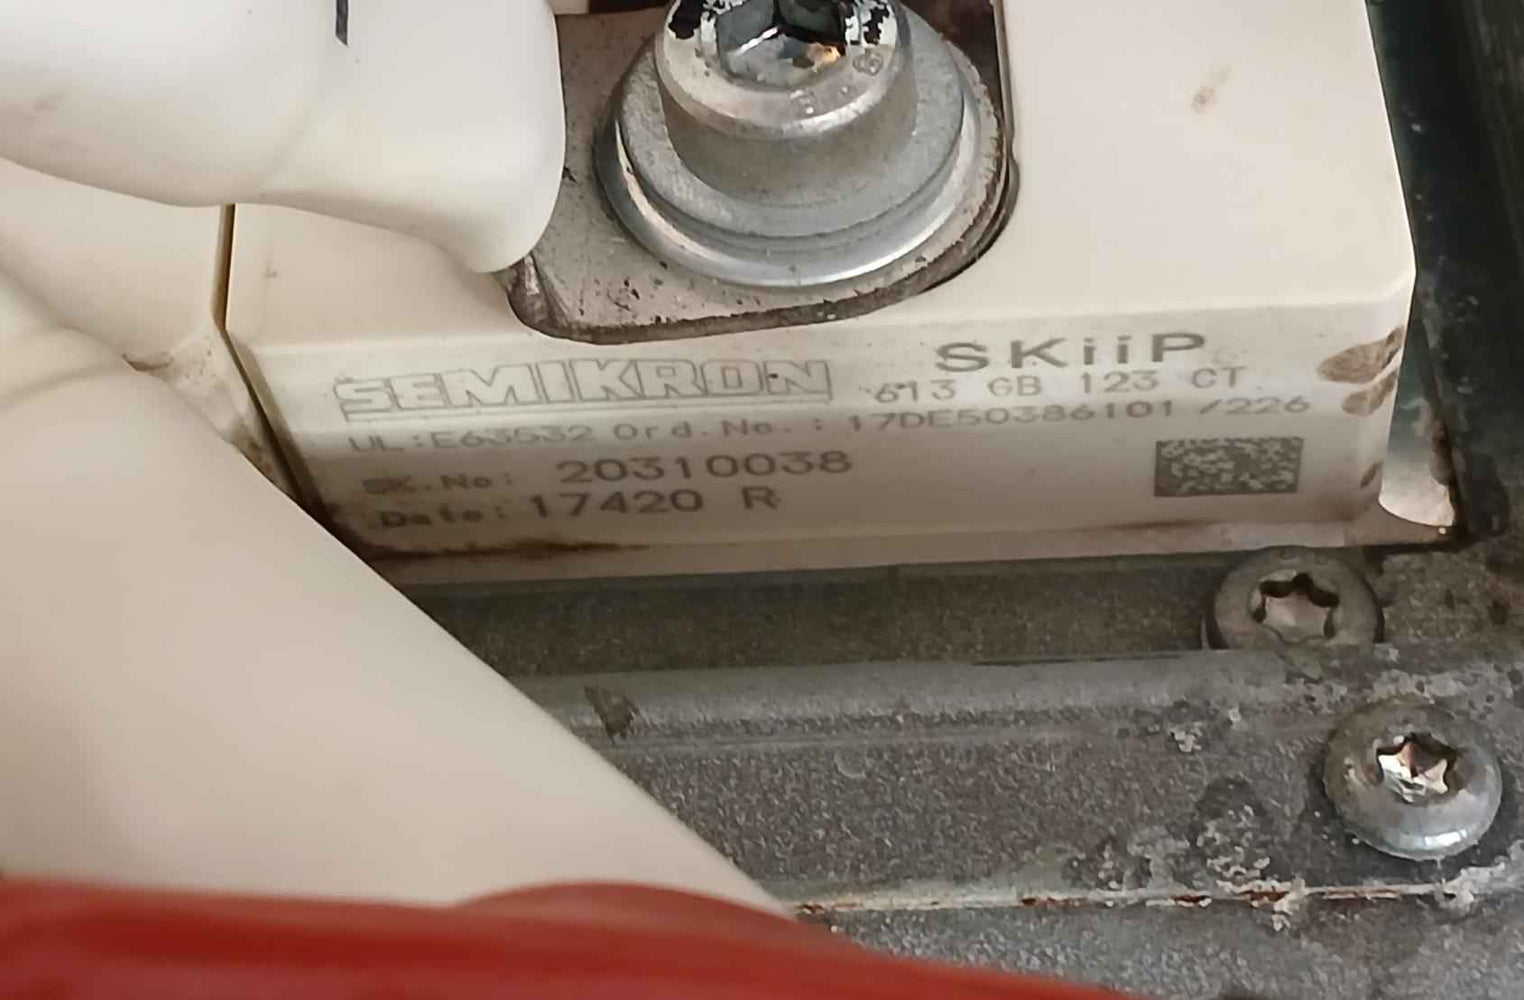 SEMIKRON SKiiP
613 GB 123 CT
UL:E63532 Ord.No.: 17DE50386101 /226
SK.No: 20310038
Date: 17420 R